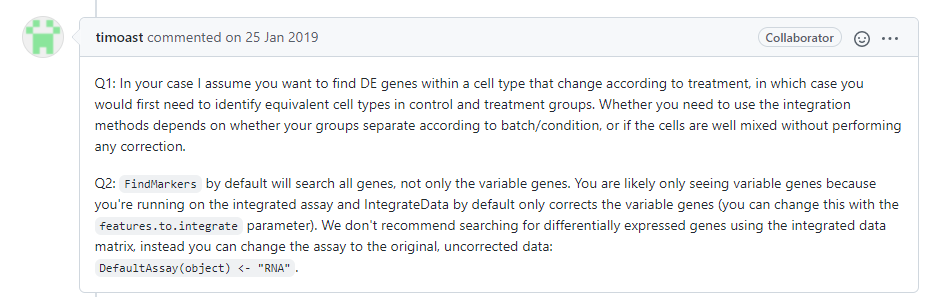 timoast commented on 25 Jan 2019
Collaborator
Q1: In your case I assume you want to find DE genes within a cell type that change according to treatment, in which case you
would first need to identify equivalent cell types in control and treatment groups. Whether you need to use the integration
methods depends on whether your groups separate according to batch/condition, or if the cells are well mixed without performing
any correction.
Q2: FindMarkers by default will search all genes, not only the variable genes. You are likely only seeing variable genes because
you're running on the integrated assay and IntegrateData by default only corrects the variable genes (you can change this with the
features.to.integrate parameter). We don't recommend searching for differentially expressed genes using the integrated data
matrix, instead you can change the assay to the original, uncorrected data:
DefaultAssay(object) <- "RNA".